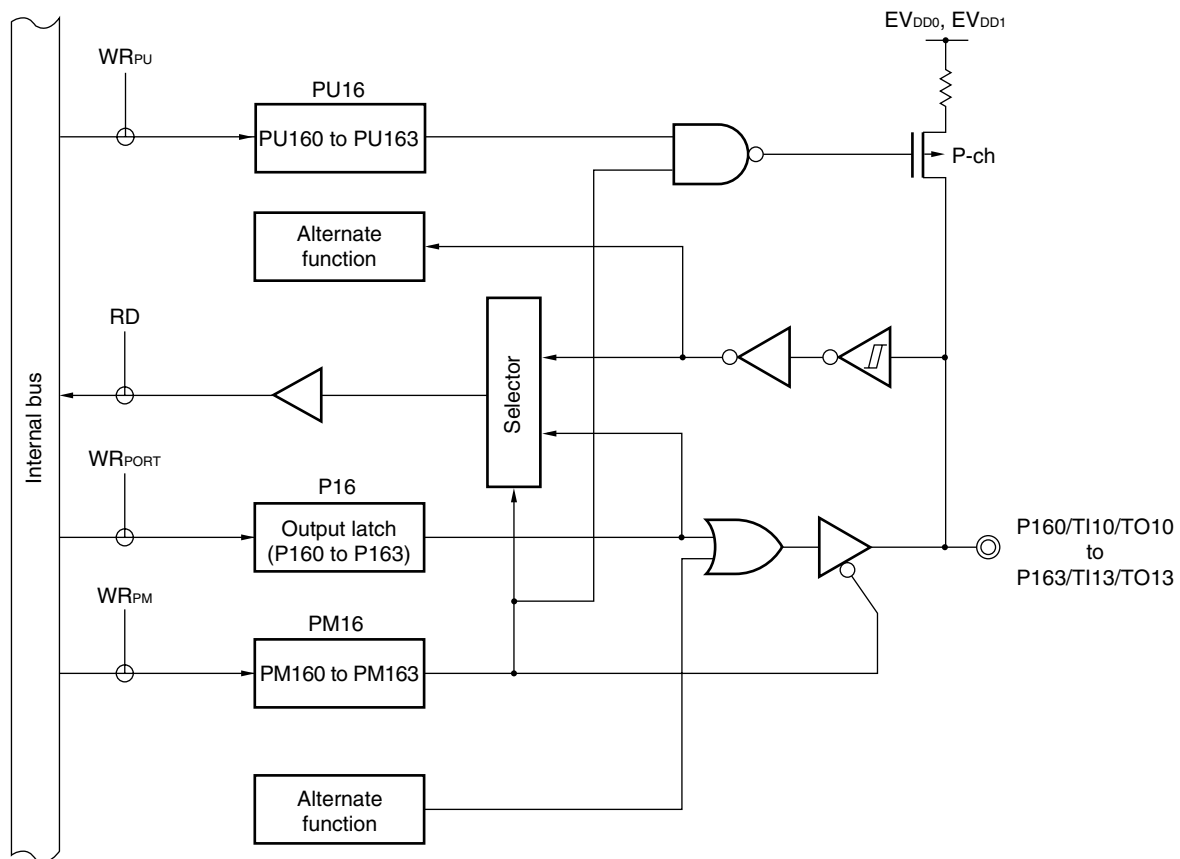 EVDD0, EVDD1
WRPU
PU16
PU160 to PU163
P-ch
Alternate
function
RD
Selector
Internal bus
WRPORT
P16
Output latch
(P160 to P163)
P160/TI10/TO10
to
P163/TI13/TO13
WRPM
PM16
PM160 to PM163
Alternate
function